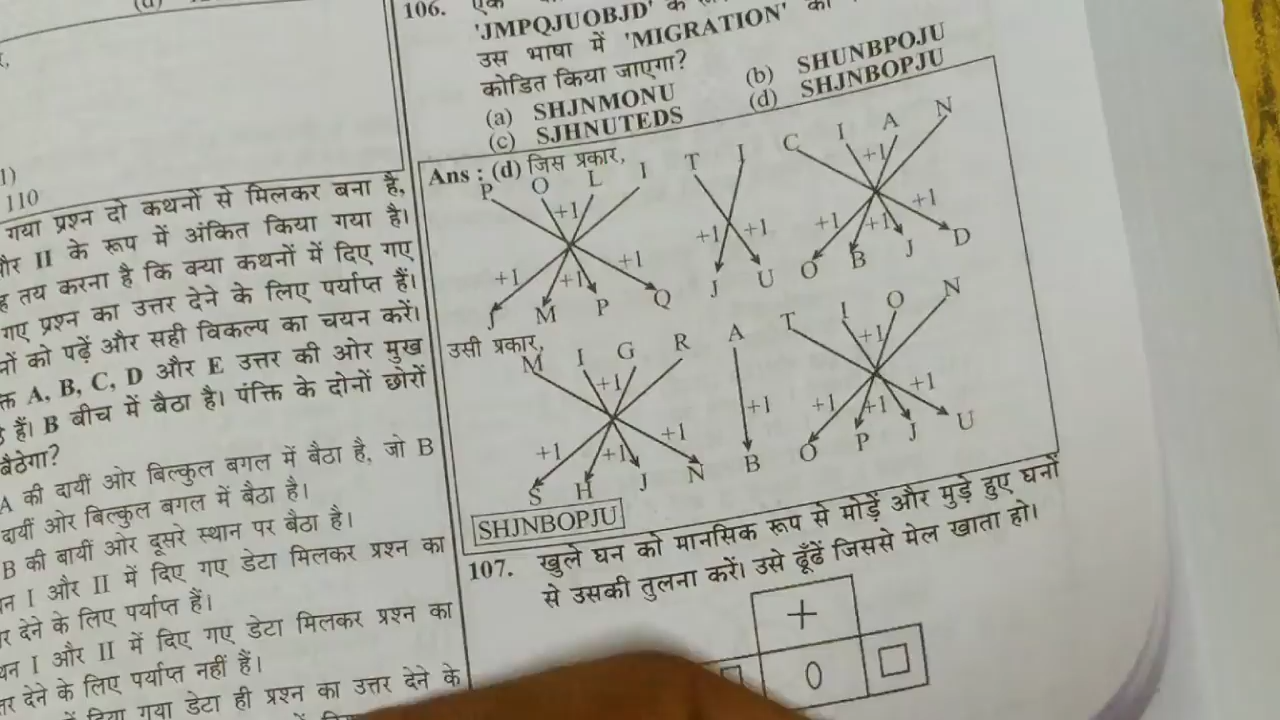 110
गया प्रश्न दो कथनों से मिलकर बना है,
और II के रूप में अंकित किया गया है।
तय करना है कि क्या कथनों में दिए गए
गए प्रश्न का उत्तर देने के लिए पर्याप्त हैं।
को पढ़ें और सही विकल्प का चयन करें।
A, B, C, D और E उत्तर की ओर मुख
हैं। B बीच में बैठा है। पंक्ति के दोनों छोरों
बैठेगा?
A की दायीं ओर बिल्कुल बगल में बैठा है, जो B
दायीं ओर बिल्कुल बगल में बैठा है।
B की बायीं ओर दूसरे स्थान पर बैठा है।
I और II में दिए गए डेटा मिलकर प्रश्न का
देने के लिए पर्याप्त हैं।
I और II में दिए गए डेटा मिलकर प्रश्न का
देने के लिए पर्याप्त नहीं हैं।
दिया गया डेटा ही प्रश्न का उत्तर देने के
106. एक
'JMPQJUOBJD' के
उस भाषा में 'MIGRATION' को
कोडित किया जाएगा?
(a) SHJNMONU (b) SHUNBPOJU
(c) SJHNUTEDS (d) SHJNBOPJU
Ans : (d) जिस प्रकार,
P O L I T I C I A N
+1 +1 +1 +1 +1 +1 +1 +1 +1 +1
J M P Q J U O B J D
उसी प्रकार,
M I G R A T I O N
+1 +1 +1 +1 +1 +1 +1 +1 +1
S H J N B O P J U
SHJNBOPJU
107. खुले घन को मानसिक रूप से मोड़ें और मुड़े हुए घनों
से उसकी तुलना करें। उसे ढूँढें जिससे मेल खाता हो।
+
0